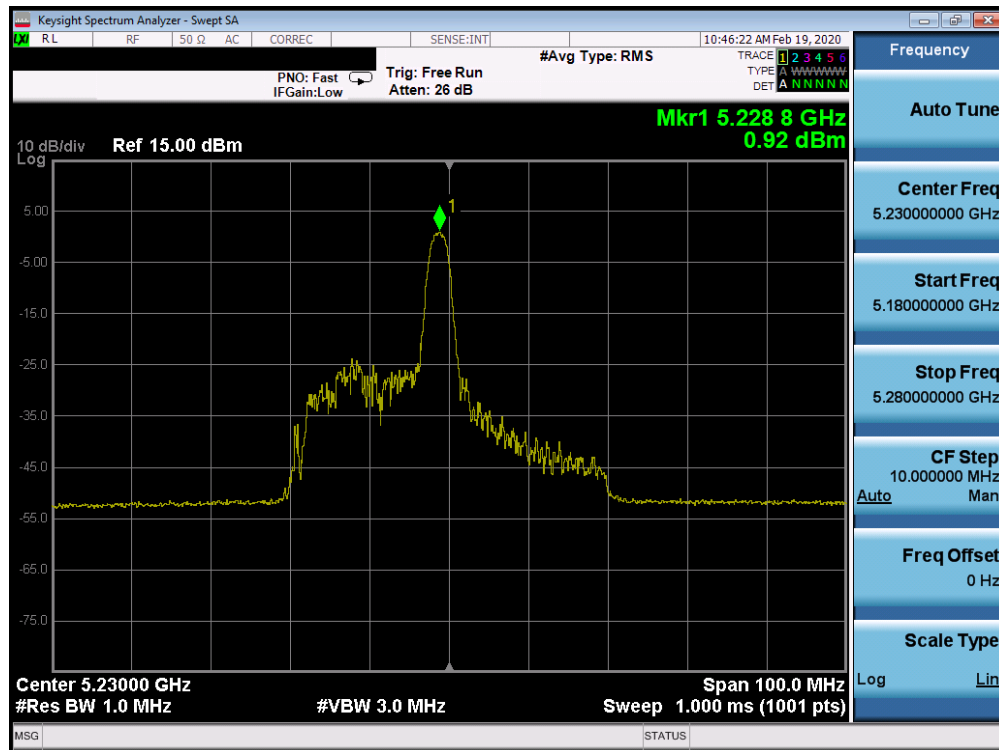 Keysight Spectrum Analyzer - Swept SA
LXI RL RF 50 Ω AC CORREC SENSE:INT 10:46:22 AM Feb 19, 2020
PNO: Fast
IFGain:Low
Trig: Free Run
Atten: 26 dB
#Avg Type: RMS
TRACE 1 2 3 4 5 6
TYPE A WWWWW
DET A N N N N N
Mkr1 5.228 8 GHz
0.92 dBm
10 dB/div
Log
Ref 15.00 dBm
1
5.00
-5.00
-15.0
-25.0
-35.0
-45.0
-55.0
-65.0
-75.0
Center 5.23000 GHz
Span 100.0 MHz
#Res BW 1.0 MHz
#VBW 3.0 MHz
Sweep 1.000 ms (1001 pts)
MSG
STATUS
Frequency
Auto Tune
Center Freq
5.230000000 GHz
Start Freq
5.180000000 GHz
Stop Freq
5.280000000 GHz
CF Step
10.000000 MHz
Auto Man
Freq Offset
0 Hz
Scale Type
Log Lin